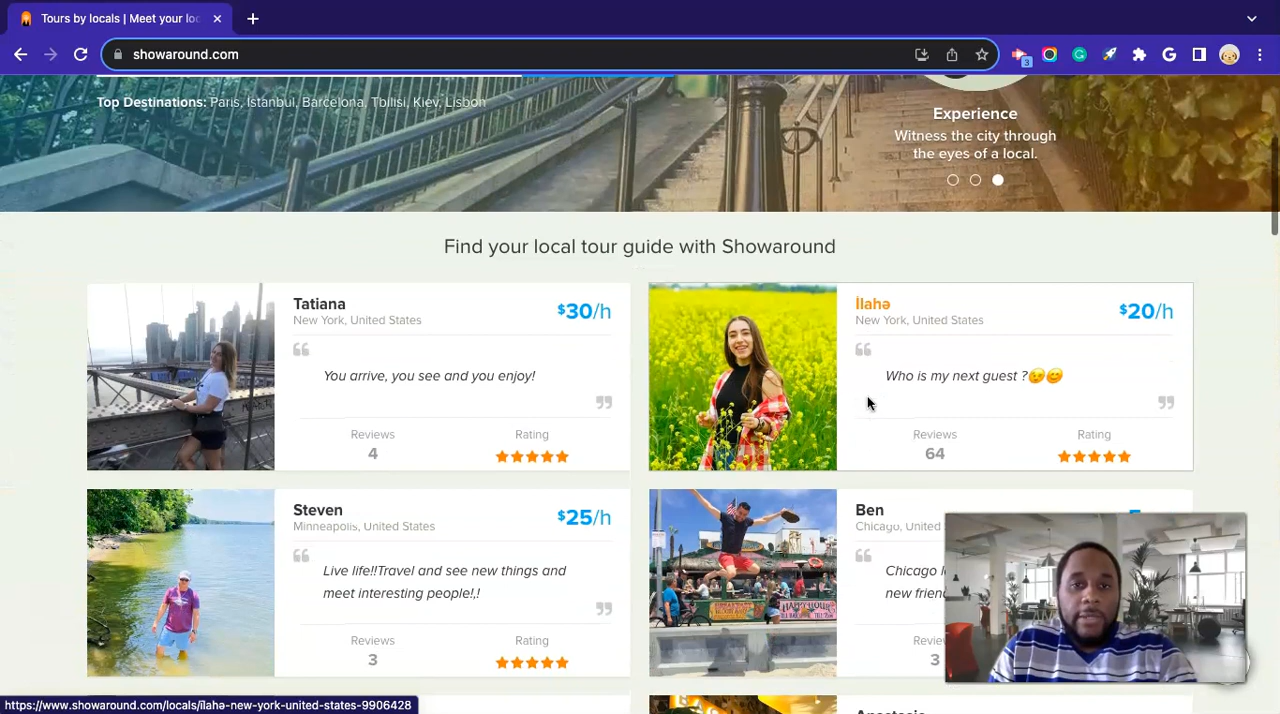 Tours by locals | Meet your loc
showaround.com
3
Top Destinations: Paris, Istanbul, Barcelona, Tbilisi, Kiev, Lisbon
Experience
Witness the city through
the eyes of a local.
Find your local tour guide with Showaround
Tatiana
$30/h
New York, United States
You arrive, you see and you enjoy!
Reviews
Rating
4
İlahə
$20/h
New York, United States
Who is my next guest ?😉😊
Reviews
Rating
64
Steven
$25/h
Minneapolis, United States
Live life!!Travel and see new things and
meet interesting people!,!
Reviews
Rating
3
Ben
Chicago, United
Chicago
new frien
Revie
3
https://www.showaround.com/locals/ilahə-new-york-united-states-9906428